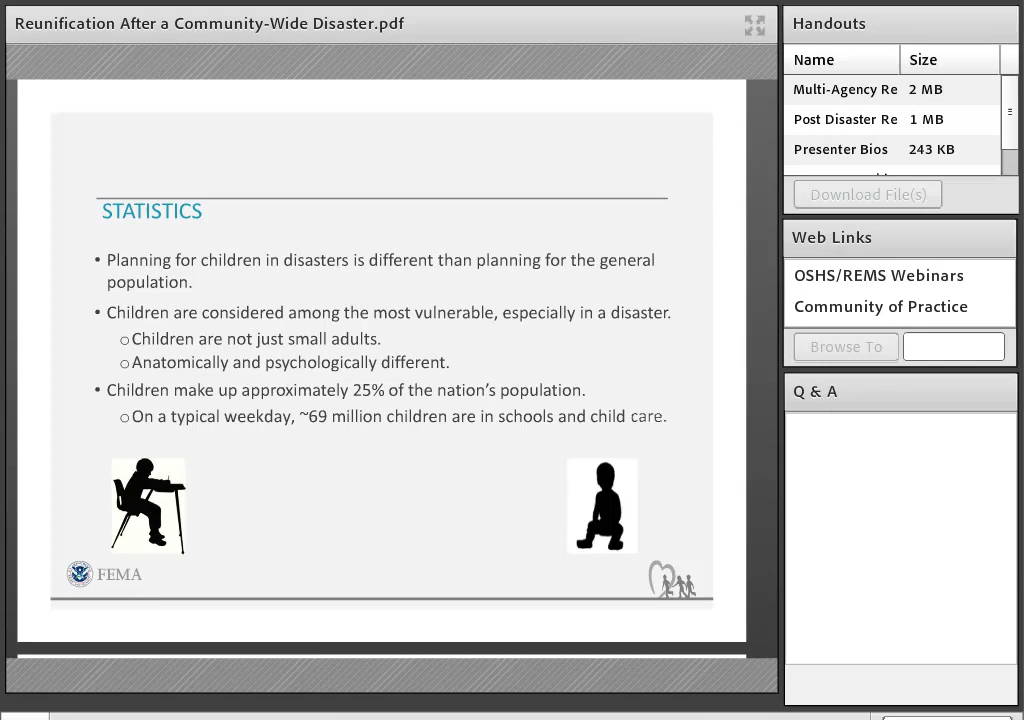 Reunification After a Community-Wide Disaster.pdf
STATISTICS
• Planning for children in disasters is different than planning for the general
population.
• Children are considered among the most vulnerable, especially in a disaster.
○Children are not just small adults.
○Anatomically and psychologically different.
• Children make up approximately 25% of the nation's population.
○On a typical weekday, ~69 million children are in schools and child care.
FEMA
Handouts
Name Size
Multi-Agency Re 2 MB
Post Disaster Re 1 MB
Presenter Bios 243 KB
Download File(s)
Web Links
OSHS/REMS Webinars
Community of Practice
Browse To
Q & A